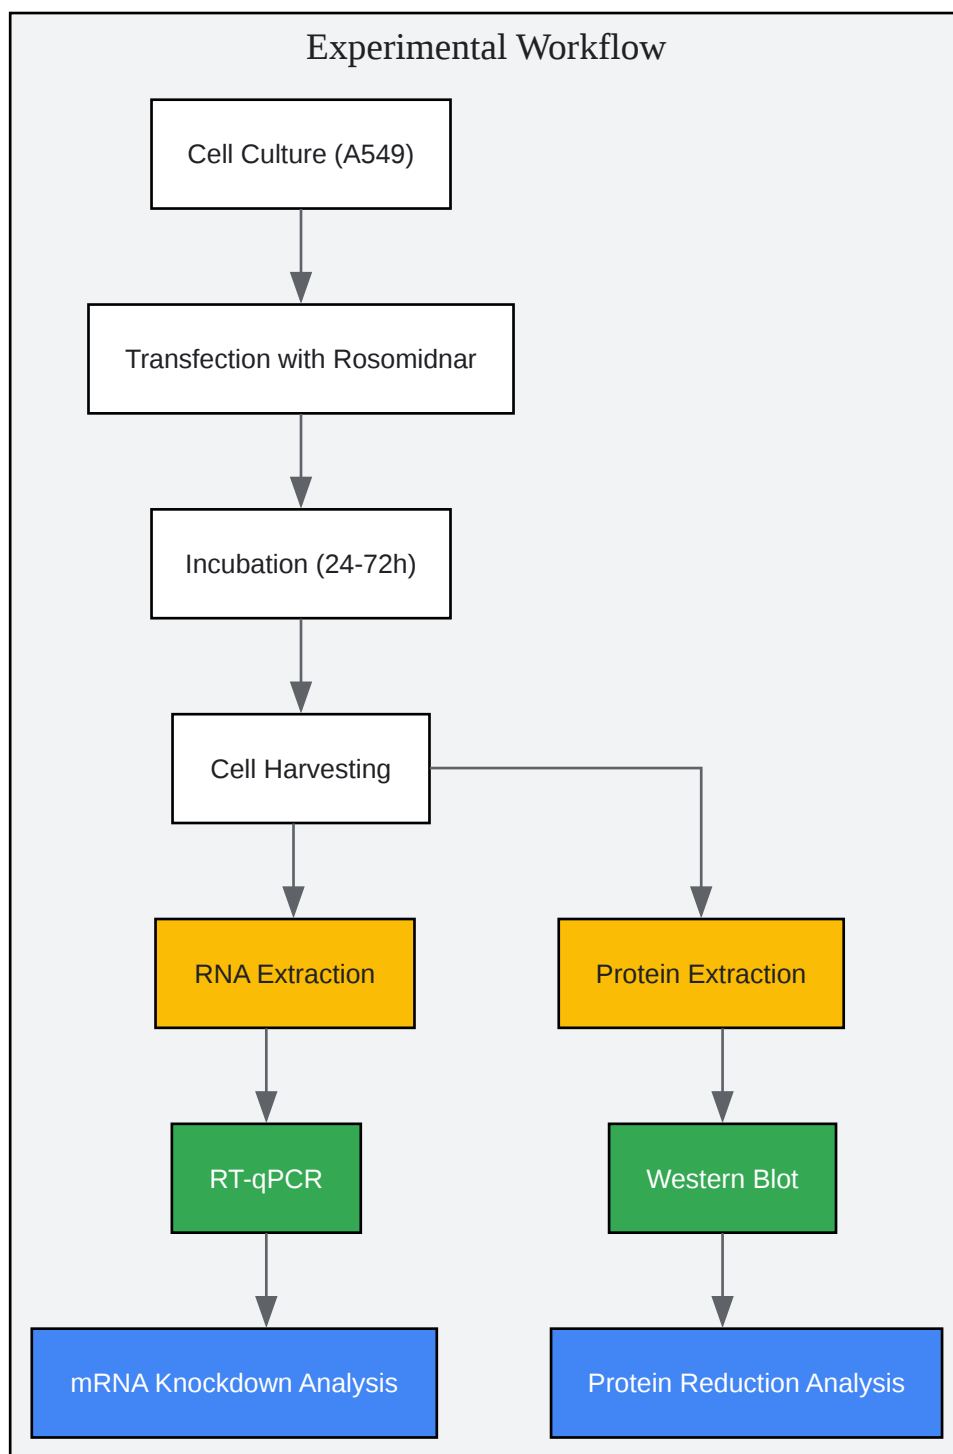 Experimental Workflow
Cell Culture (A549)
Transfection with Rosomidnar
Incubation (24-72h)
Cell Harvesting
RNA Extraction
Protein Extraction
RT-qPCR
Western Blot
mRNA Knockdown Analysis
Protein Reduction Analysis